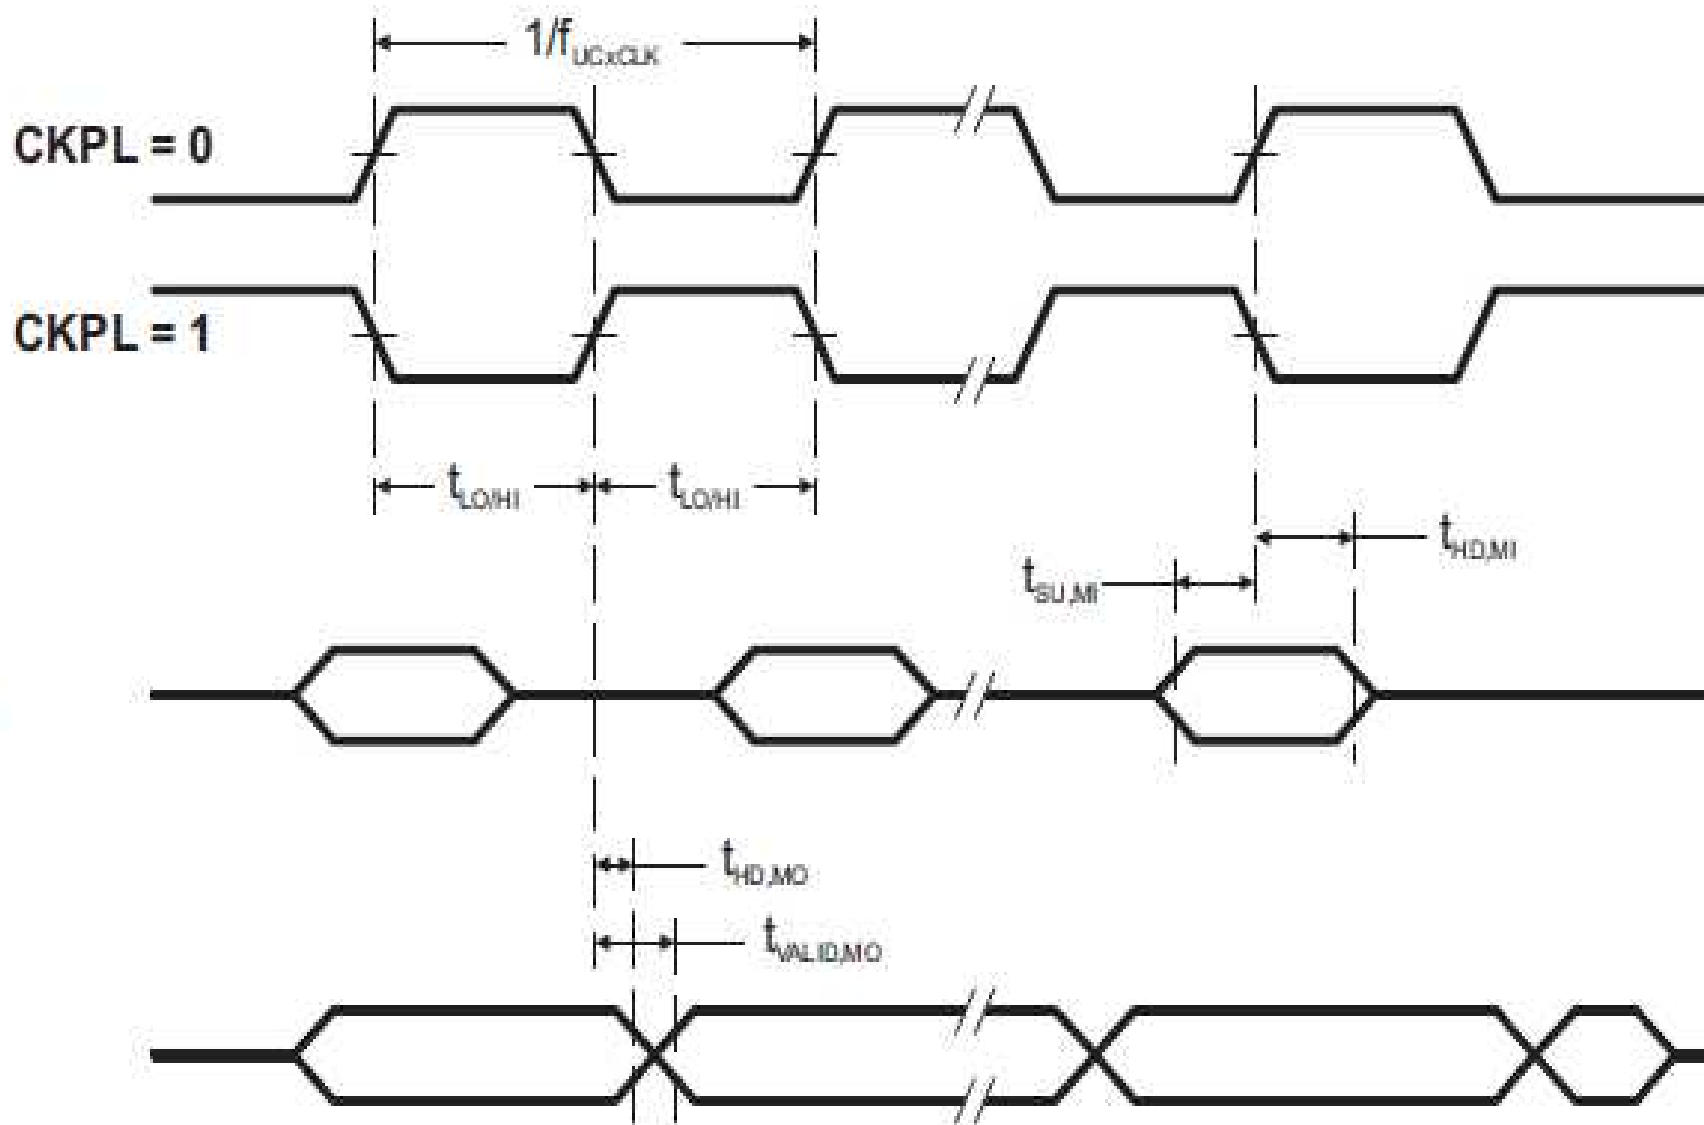 1/fUCxCLK
CKPL = 0
CKPL = 1
tLO/HI tLO/HI
tHD,MI
tSU,MI
tHD,MO
tVALID,MO